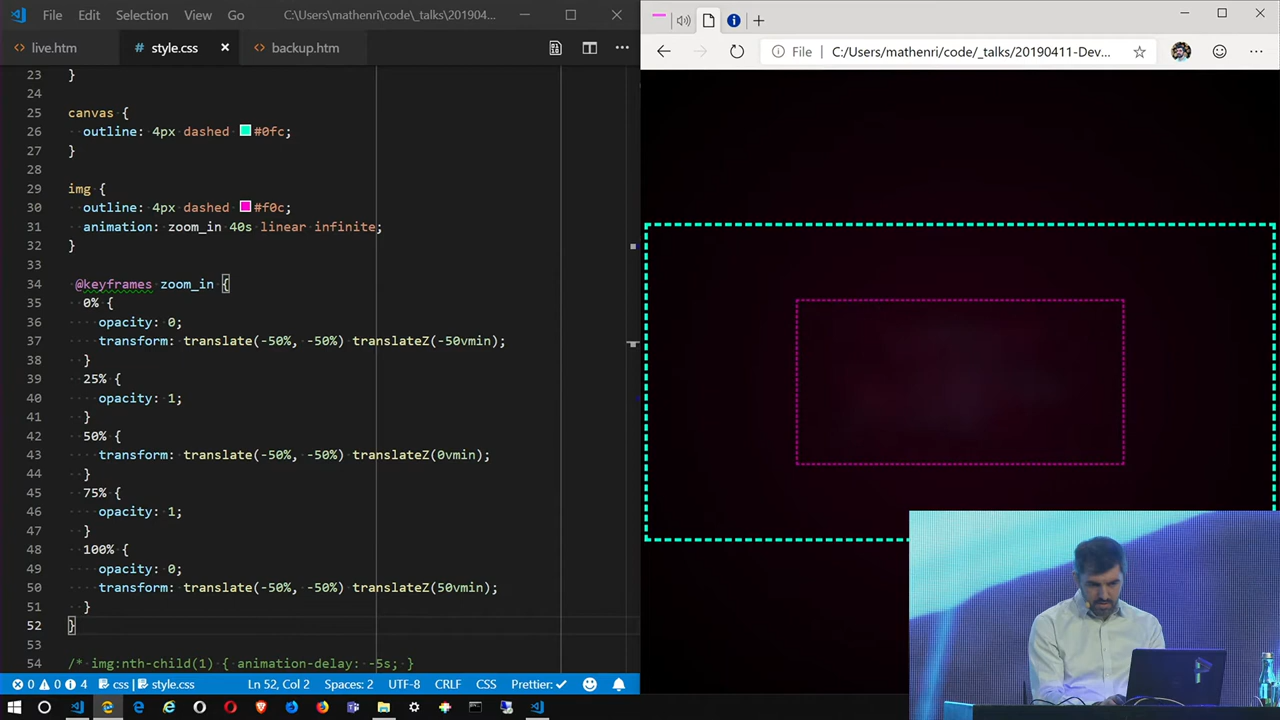 File Edit Selection View Go C:\Users\mathenri\code\_talks\201904...
live.htm style.css backup.htm
File C:/Users/mathenri/code/_talks/20190411-Dev...
23 }
24
25 canvas {
26 outline: 4px dashed #0fc;
27 }
28
29 img {
30 outline: 4px dashed #f0c;
31 animation: zoom_in 40s linear infinite;
32 }
33
34 @keyframes zoom_in {
35 0% {
36 opacity: 0;
37 transform: translate(-50%, -50%) translateZ(-50vmin);
38 }
39 25% {
40 opacity: 1;
41 }
42 50% {
43 transform: translate(-50%, -50%) translateZ(0vmin);
44 }
45 75% {
46 opacity: 1;
47 }
48 100% {
49 opacity: 0;
50 transform: translate(-50%, -50%) translateZ(50vmin);
51 }
52 }
53
54 /* img:nth-child(1) { animation-delay: -5s; }
0 0 4 css style.css Ln 52, Col 2 Spaces: 2 UTF-8 CRLF CSS Prettier: ✓